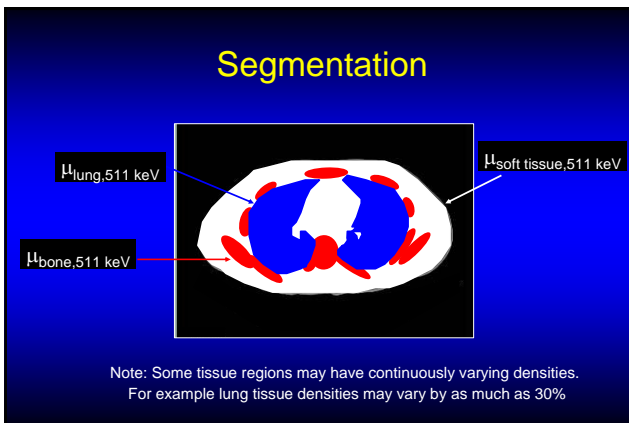 Segmentation
μlung,511 keV
μsoft tissue,511 keV
μbone,511 keV
Note: Some tissue regions may have continuously varying densities.
For example lung tissue densities may vary by as much as 30%